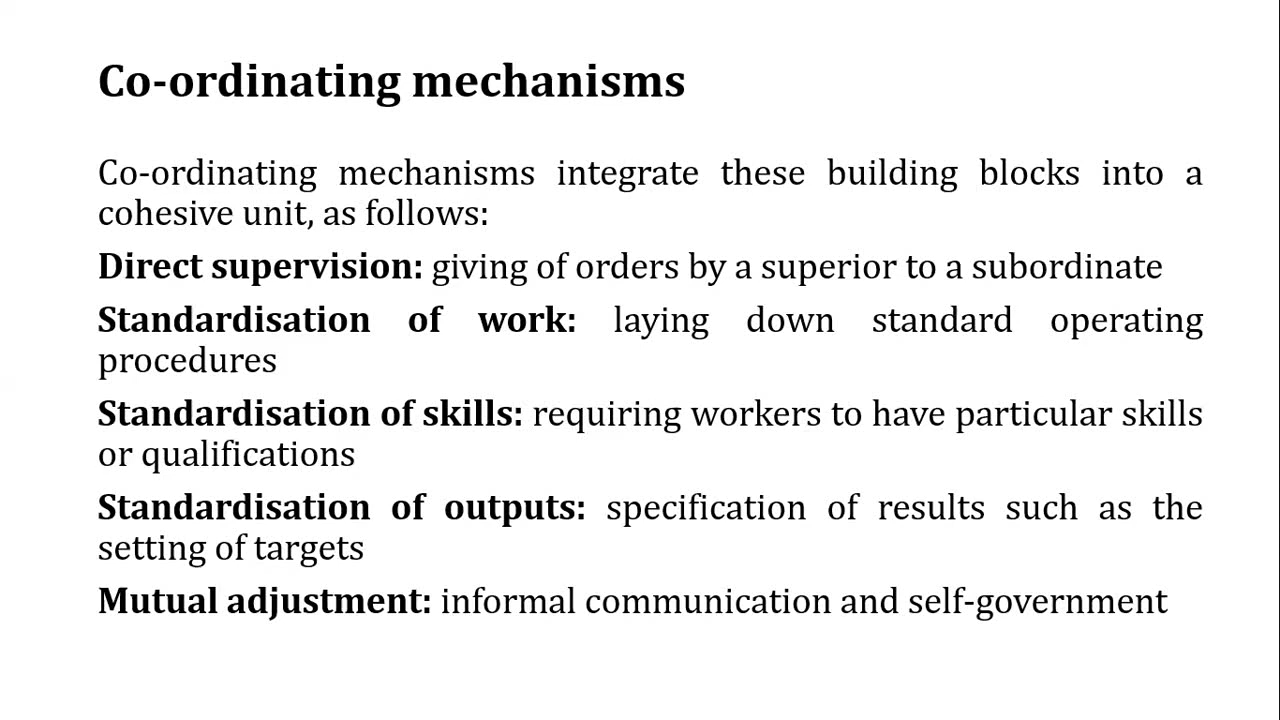 Co-ordinating mechanisms
Co-ordinating mechanisms integrate these building blocks into a
cohesive unit, as follows:
Direct supervision: giving of orders by a superior to a subordinate
Standardisation of work: laying down standard operating
procedures
Standardisation of skills: requiring workers to have particular skills
or qualifications
Standardisation of outputs: specification of results such as the
setting of targets
Mutual adjustment: informal communication and self-government